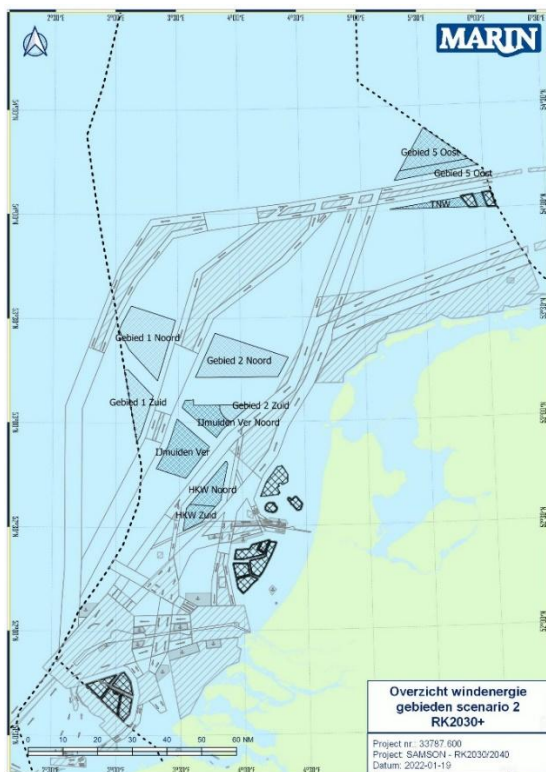 MARIN
Gebied 5 Oost
Gebied 5 Oost
TNW
Gebied 1 Noord
Gebied 2 Noord
Gebied 1 Zuid
Gebied 2 Zuid
IJmuiden Ver Noord
IJmuiden Ver
HKW Noord
HKW Zuid
0 10 20 30 40 50 60 NM
Overzicht windenergie
gebieden scenario 2
RK2030+
Project nr.: 33787.600
Project: SAMSON - RK2030/2040
Datum: 2022-01-19